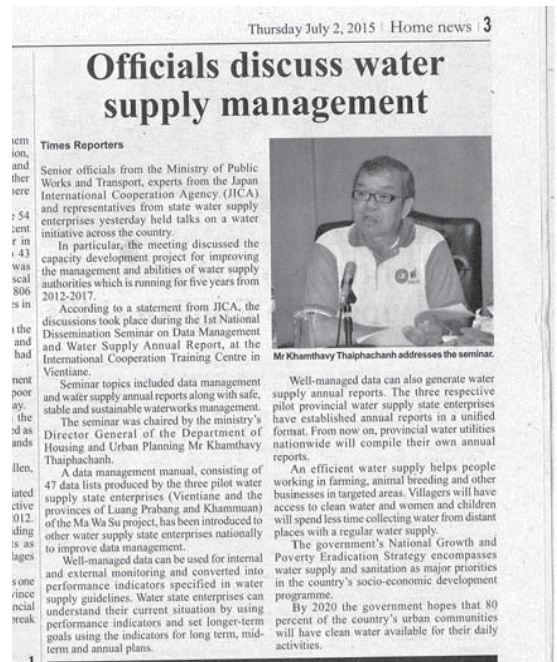 Thursday July 2, 2015 | Home news | 3
Officials discuss water
supply management
Times Reporters
Senior officials from the Ministry of Public
Works and Transport, experts from the Japan
International Cooperation Agency (JICA)
and representatives from state water supply
enterprises yesterday held talks on a water
initiative across the country.
In particular, the meeting discussed the
capacity development project for improving
the management and abilities of water supply
authorities which is running for five years from
2012-2017.
According to a statement from JICA, the
discussions took place during the 1st National
Dissemination Seminar on Data Management
and Water Supply Annual Report, at the
International Cooperation Training Centre in
Vientiane.
Seminar topics included data management
and water supply annual reports along with safe,
stable and sustainable waterworks management.
The seminar was chaired by the ministry's
Director General of the Department of
Housing and Urban Planning Mr Khamthavy
Thaiphachanh.
A data management manual, consisting of
47 data lists produced by the three pilot water
supply state enterprises (Vientiane and the
provinces of Luang Prabang and Khammuan)
of the Ma Wa Su project, has been introduced to
other water supply state enterprises nationally
to improve data management.
Well-managed data can be used for internal
and external monitoring and converted into
performance indicators specified in water
supply guidelines. Water state enterprises can
understand their current situation by using
performance indicators and set longer-term
goals using the indicators for long term, mid-
term and annual plans.
Mr Khamthavy Thaiphachanh addresses the seminar.
Well-managed data can also generate water
supply annual reports. The three respective
pilot provincial water supply state enterprises
have established annual reports in a unified
format. From now on, provincial water utilities
nationwide will compile their own annual
reports.
An efficient water supply helps people
working in farming, animal breeding and other
businesses in targeted areas. Villagers will have
access to clean water and women and children
will spend less time collecting water from distant
places with a regular water supply.
The government's National Growth and
Poverty Eradication Strategy encompasses
water supply and sanitation as major priorities
in the country's socio-economic development
programme.
By 2020 the government hopes that 80
percent of the country's urban communities
will have clean water available for their daily
activities.